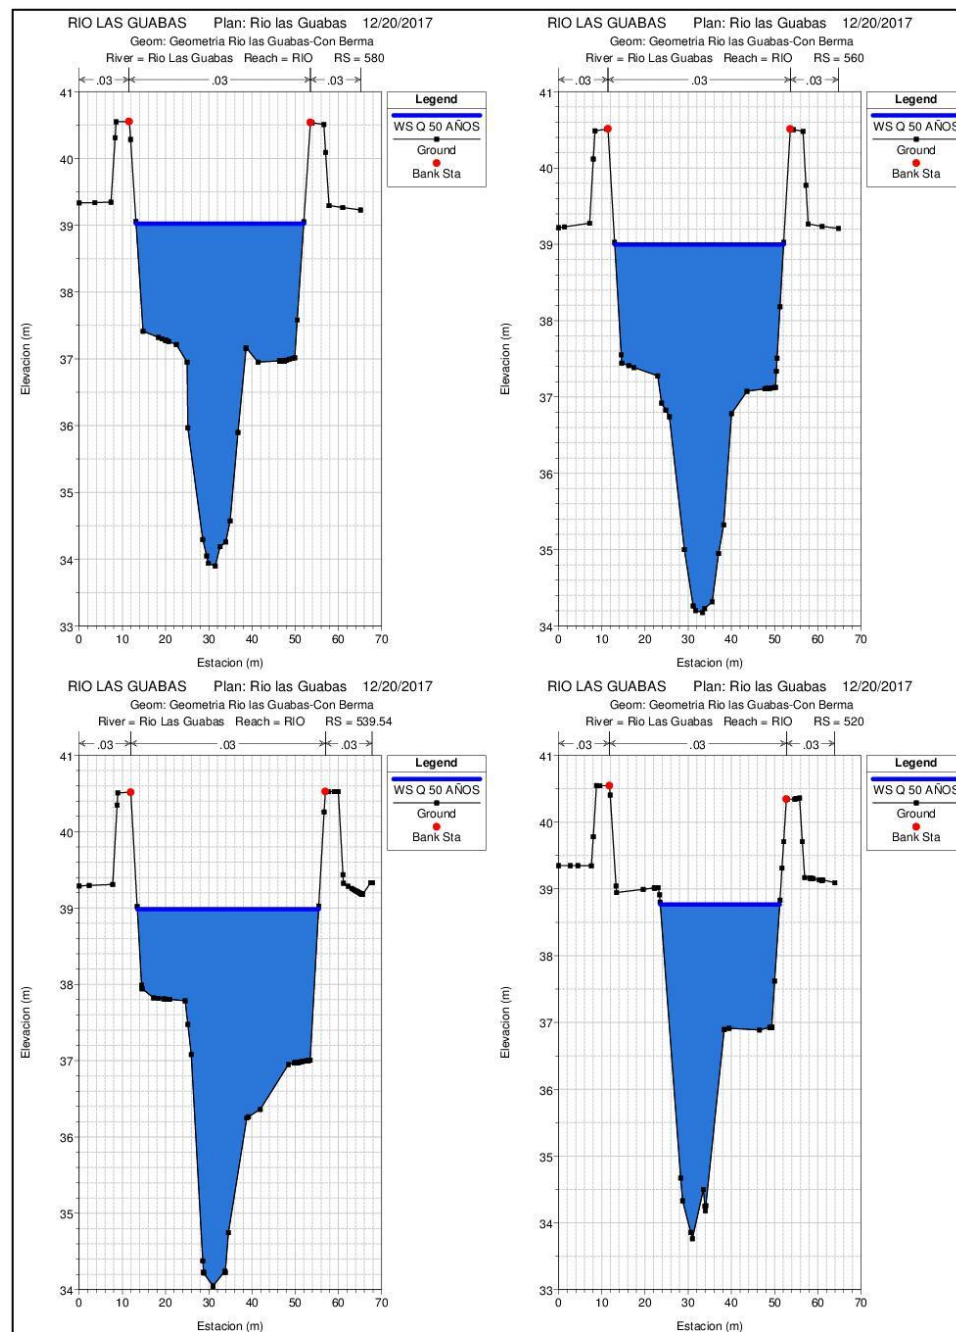 RIO LAS GUABAS Plan: Rio las Guabas 12/20/2017
Geom: Geometria Rio las Guabas-Con Berma
River = Rio Las Guabas Reach = RIO RS = 580
.03 .03 .03
Legend
WS Q 50 AÑOS
Ground
Bank Sta
41
40
39
38
37
36
35
34
33
Elevacion (m)
0 10 20 30 40 50 60 70
Estacion (m)
RIO LAS GUABAS Plan: Rio las Guabas 12/20/2017
Geom: Geometria Rio las Guabas-Con Berma
River = Rio Las Guabas Reach = RIO RS = 560
.03 .03 .03
Legend
WS Q 50 AÑOS
Ground
Bank Sta
41
40
39
38
37
36
35
34
Elevacion (m)
0 10 20 30 40 50 60 70
Estacion (m)
RIO LAS GUABAS Plan: Rio las Guabas 12/20/2017
Geom: Geometria Rio las Guabas-Con Berma
River = Rio Las Guabas Reach = RIO RS = 539.54
.03 .03 .03
Legend
WS Q 50 AÑOS
Ground
Bank Sta
41
40
39
38
37
36
35
34
Elevacion (m)
0 10 20 30 40 50 60 70
Estacion (m)
RIO LAS GUABAS Plan: Rio las Guabas 12/20/2017
Geom: Geometria Rio las Guabas-Con Berma
River = Rio Las Guabas Reach = RIO RS = 520
.03 .03 .03
Legend
WS Q 50 AÑOS
Ground
Bank Sta
41
40
39
38
37
36
35
34
33
Elevacion (m)
0 10 20 30 40 50 60 70
Estacion (m)